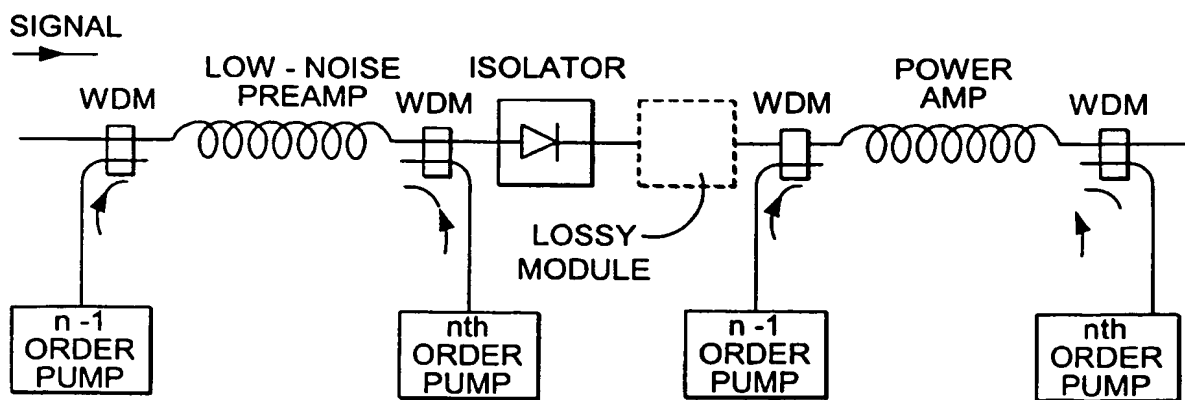 SIGNAL
LOW - NOISE
PREAMP
ISOLATOR
POWER
AMP
WDM
WDM
WDM
WDM
LOSSY
MODULE
n -1
ORDER
PUMP
nth
ORDER
PUMP
n -1
ORDER
PUMP
nth
ORDER
PUMP